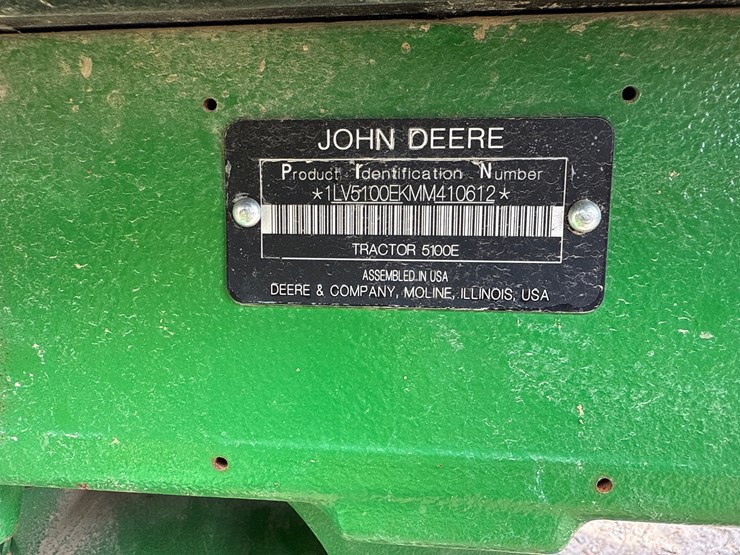 JOHN DEERE
Product Identification Number
*1LV5100EKMM410612*
TRACTOR 5100E
ASSEMBLED IN USA
DEERE & COMPANY, MOLINE, ILLINOIS, USA